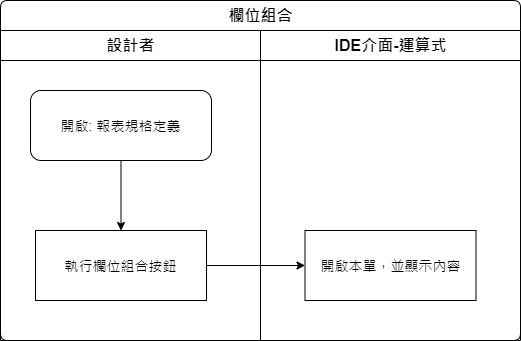 欄位組合
設計者
IDE介面-運算式
開啟: 報表規格定義
執行欄位組合按鈕
開啟本單，並顯示內容